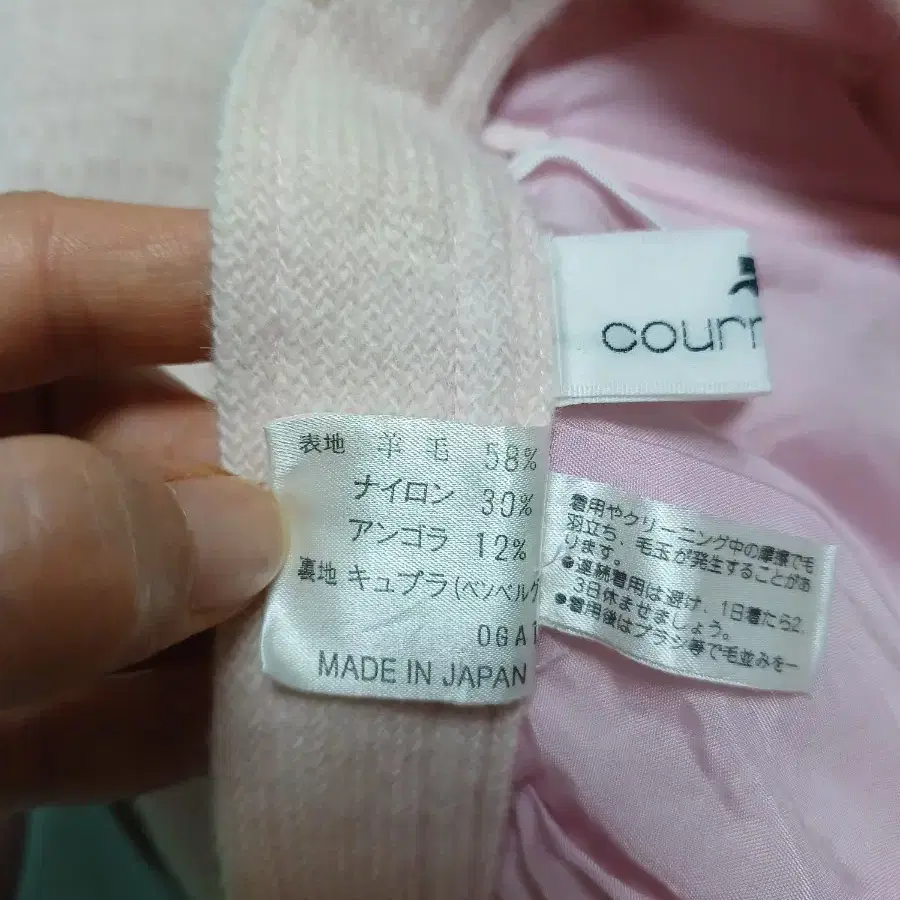 courr
表地 羊毛 58%
ナイロン 30%
アンゴラ 12%
裏地 キュプラ(ベンベルグ
OGA1
MADE IN JAPAN
着用やクリーニング中の摩擦で毛
羽立ち、毛玉が発生することがあ
ります。
●連続着用は避け、1日着たら2,
3日休ませましょう。
●着用後はブラシ等で毛並みを一